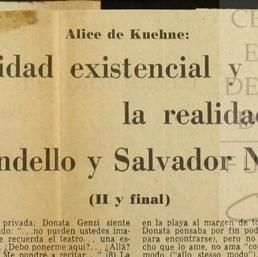 Alice de Kuehne:
idad existencial y
la realidad
ndello y Salvador N
(II y final)
privada; Donata Genzi siente
do: "...no pueden ustedes ima
e recuerda el teatro... una es-
¿Debo ponerme aquí?... ¿Allá?
Me pondré a recitar..." (8) La
en la playa al margen de to
Donata pensaba por fin pod
para encontrarse), pero no
cho que lo ame, no ama "co
modo ("allo stesso modo")